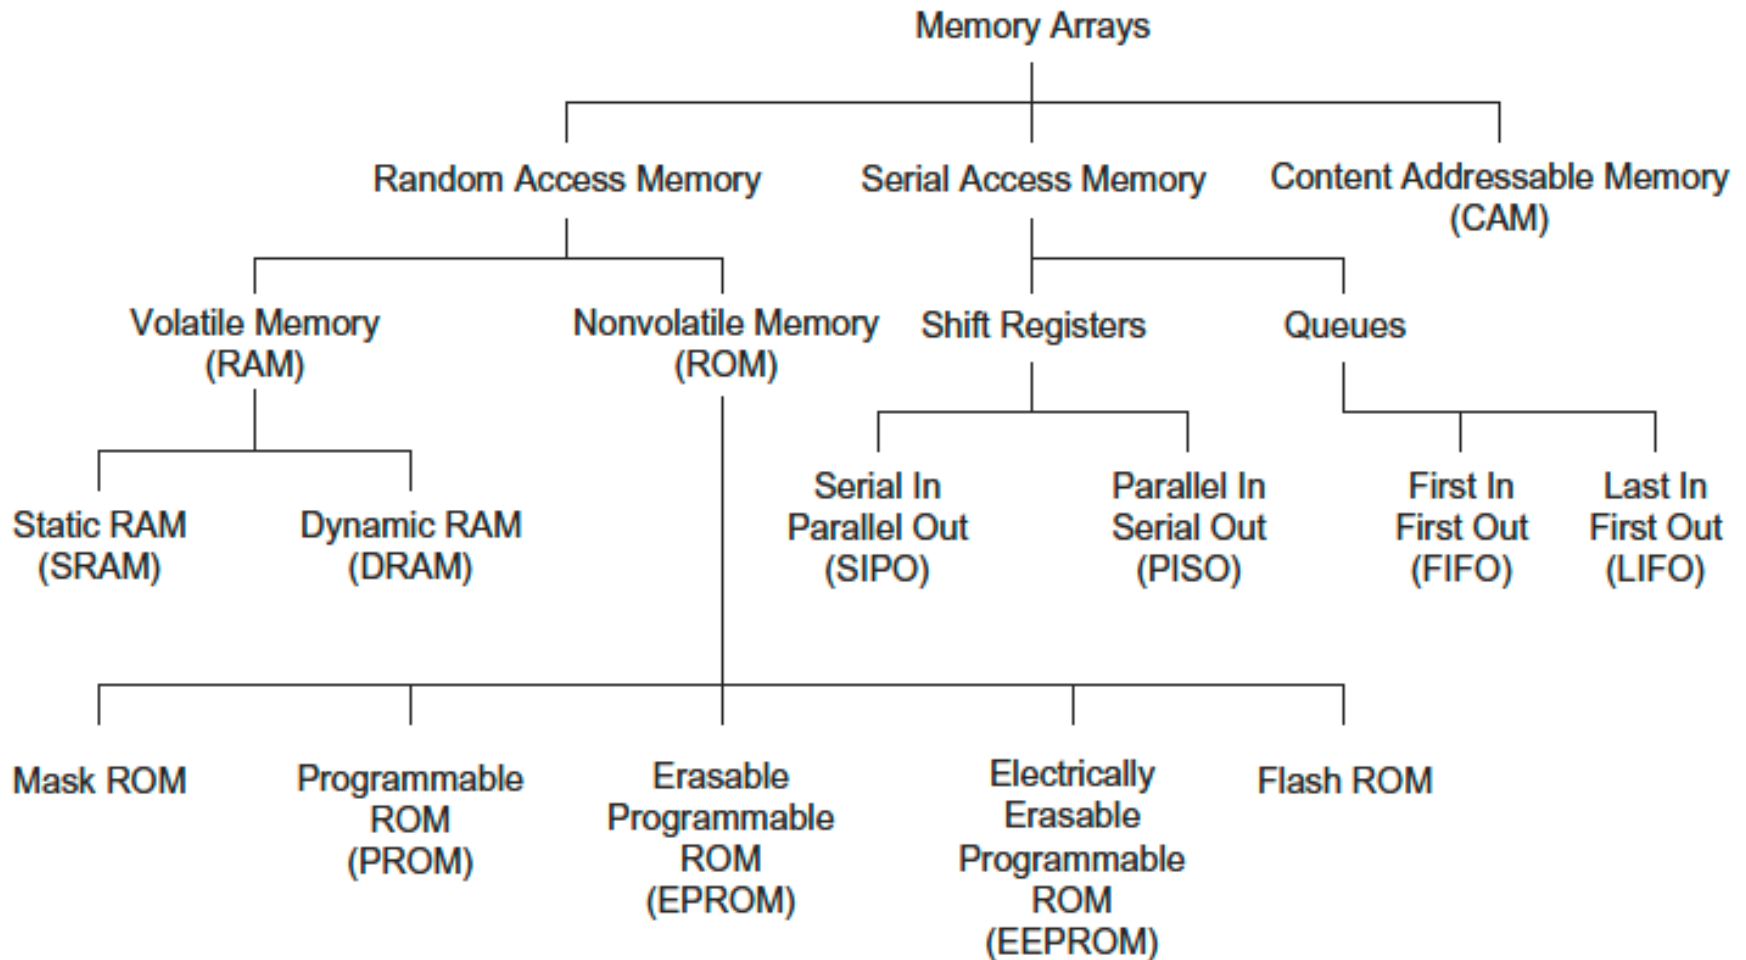 Memory Arrays
Random Access Memory
Serial Access Memory
Content Addressable Memory
(CAM)
Volatile Memory
(RAM)
Nonvolatile Memory
(ROM)
Shift Registers
Queues
Static RAM
(SRAM)
Dynamic RAM
(DRAM)
Serial In
Parallel Out
(SIPO)
Parallel In
Serial Out
(PISO)
First In
First Out
(FIFO)
Last In
First Out
(LIFO)
Mask ROM
Programmable
ROM
(PROM)
Erasable
Programmable
ROM
(EPROM)
Electrically
Erasable
Programmable
ROM
(EEPROM)
Flash ROM